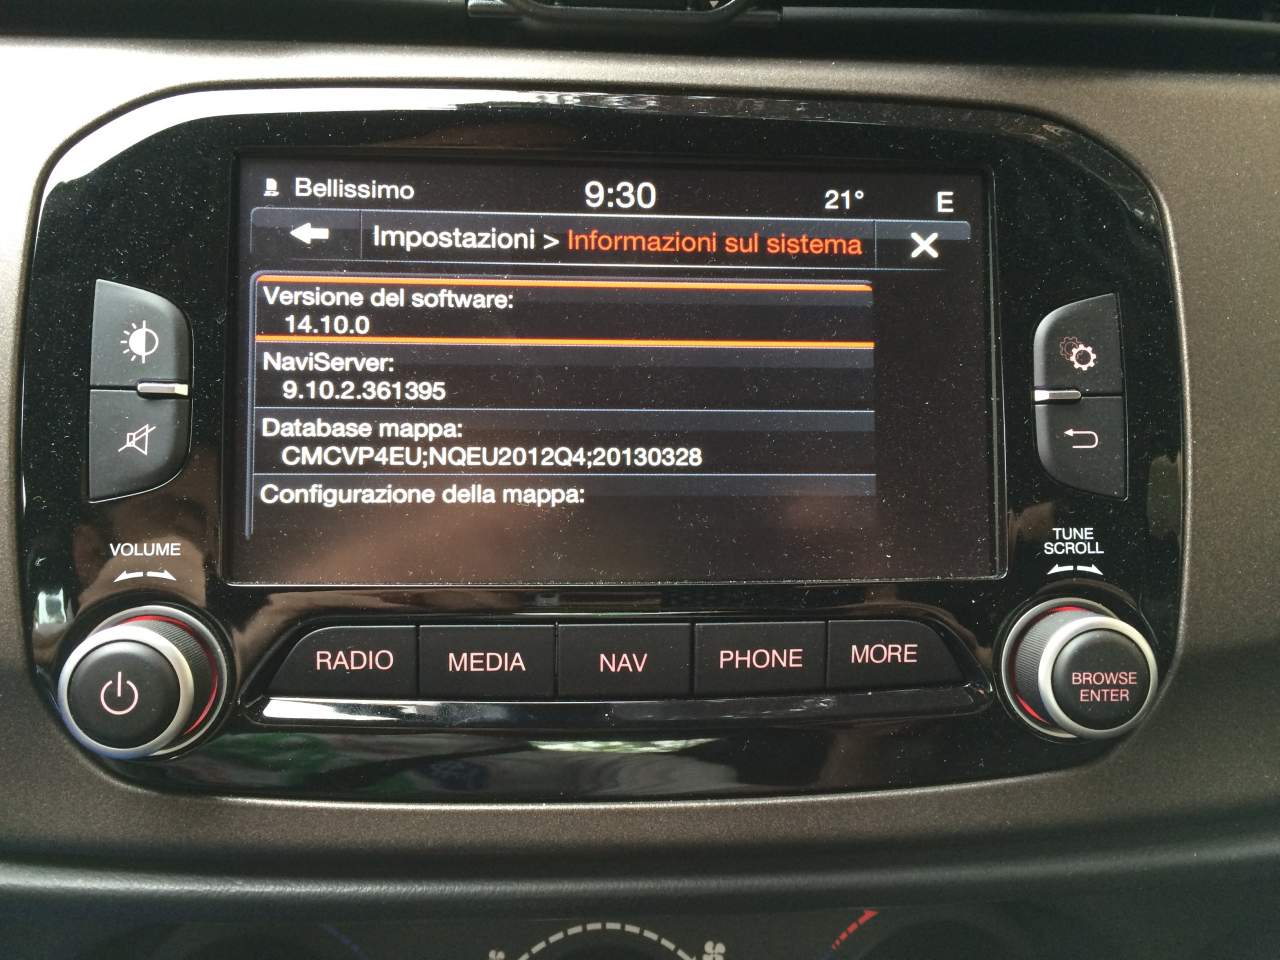 Bellissimo 9:30 21° E
Impostazioni > Informazioni sul sistema
Versione del software:
14.10.0
NaviServer:
9.10.2.361395
Database mappa:
CMCVP4EU;NQEU2012Q4;20130328
Configurazione della mappa:
VOLUME
TUNE
SCROLL
RADIO MEDIA NAV PHONE MORE
BROWSE
ENTER